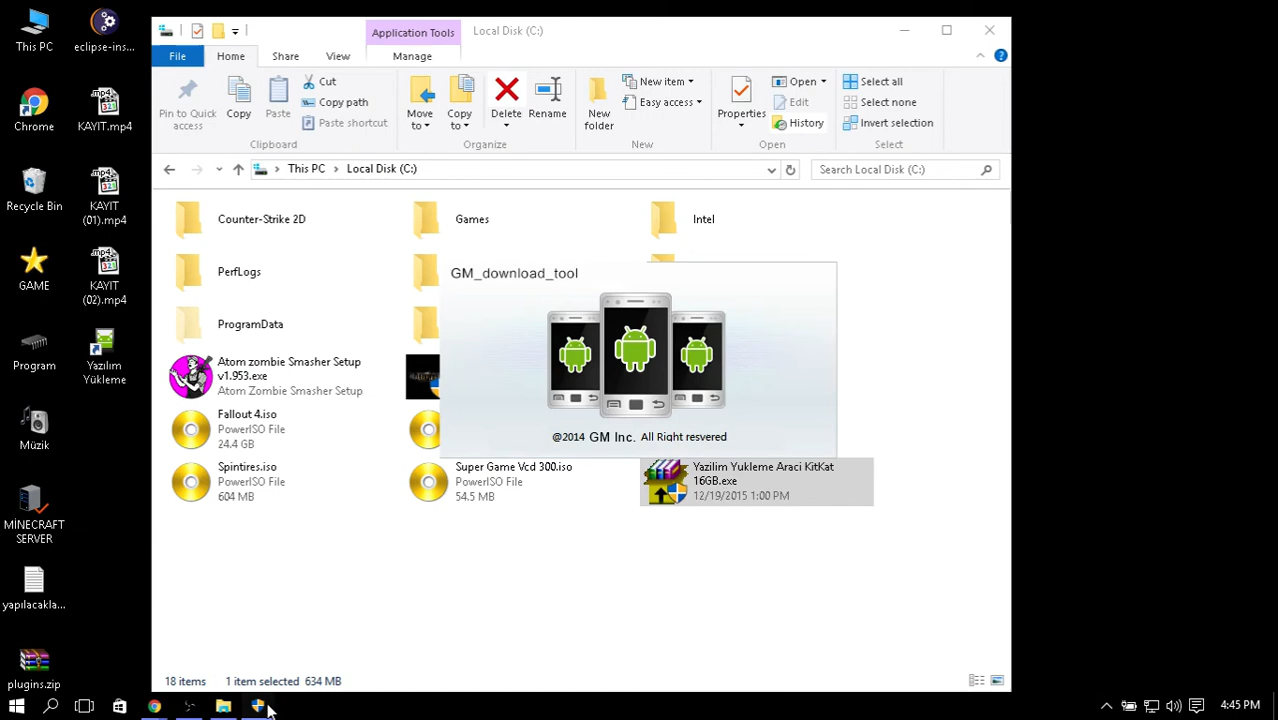 This PC
eclipse-ins...
Chrome
KAYIT.mp4
Recycle Bin
KAYIT
(01).mp4
GAME
KAYIT
(02).mp4
Program
Yazılım
Yükleme
Müzik
MİNECRAFT
SERVER
yapılacakla...
plugins.zip
Application Tools
Local Disk (C:)
File
Home
Share
View
Manage
Pin to Quick
access
Copy
Paste
Cut
Copy path
Paste shortcut
Clipboard
Move
to
Copy
to
Delete
Rename
Organize
New
folder
New item
Easy access
New
Properties
Open
Edit
History
Open
Select all
Select none
Invert selection
Select
This PC
Local Disk (C:)
Search Local Disk (C:)
Counter-Strike 2D
Games
Intel
PerfLogs
ProgramData
GM_download_tool
@2014 GM Inc. All Right resvered
Atom zombie Smasher Setup
v1.953.exe
Atom Zombie Smasher Setup
Fallout 4.iso
PowerISO File
24.4 GB
Spintires.iso
PowerISO File
604 MB
Super Game Vcd 300.iso
PowerISO File
54.5 MB
Yazilim Yukleme Araci KitKat
16GB.exe
12/19/2015 1:00 PM
18 items
1 item selected 634 MB
4:45 PM